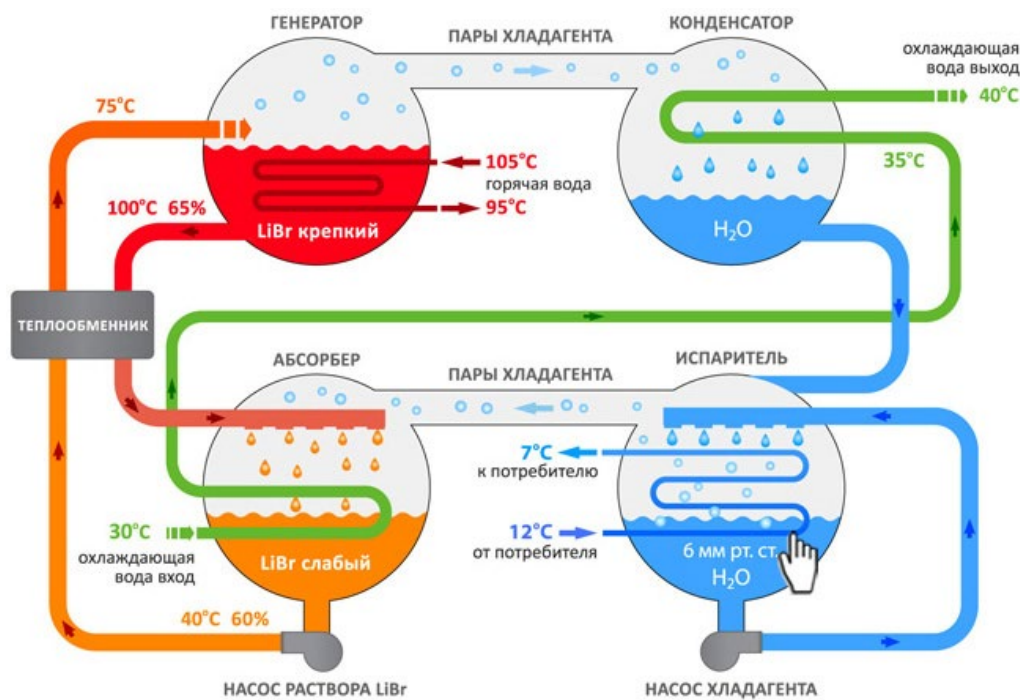 ГЕНЕРАТОР
ПАРЫ ХЛАДАГЕНТА
КОНДЕНСАТОР
охлаждающая
вода выход
40°C
75°C
35°C
105°C
горячая вода
95°C
100°C 65%
LiBr крепкий
H₂O
ТЕПЛООБМЕННИК
АБСОРБЕР
ПАРЫ ХЛАДАГЕНТА
ИСПАРИТЕЛЬ
7°C
к потребителю
30°C
охлаждающая
вода вход
12°C
от потребителя
LiBr слабый
6 мм рт. ст.
H₂O
40°C 60%
НАСОС РАСТВОРА LiBr
НАСОС ХЛАДАГЕНТА